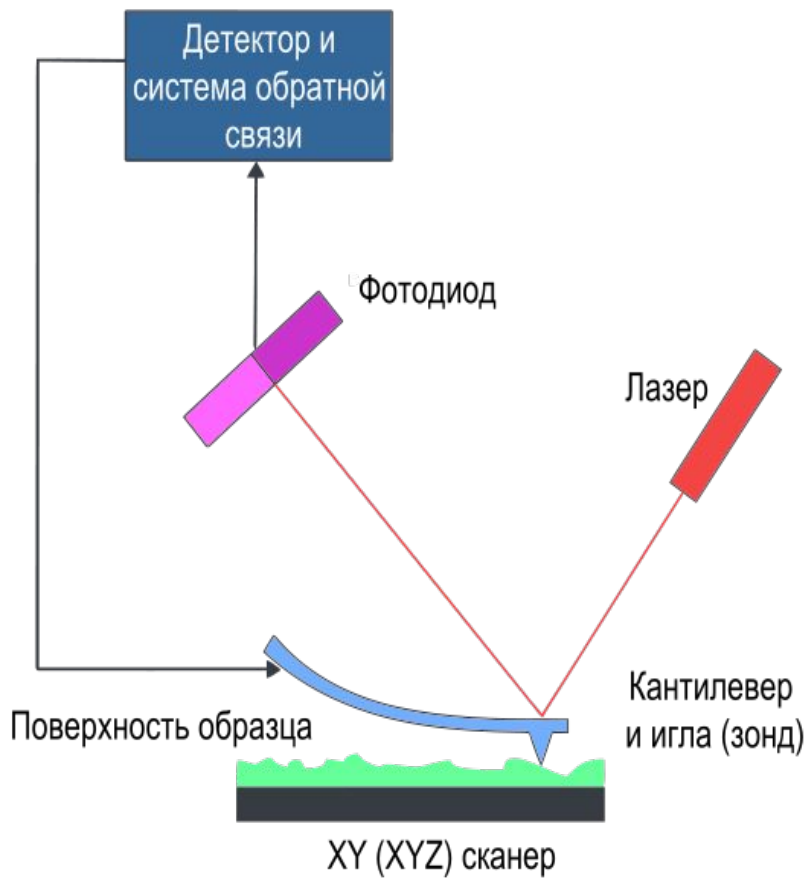 Детектор и
система обратной
связи
Фотодиод
Лазер
Кантилевер
и игла (зонд)
Поверхность образца
XY (XYZ) сканер